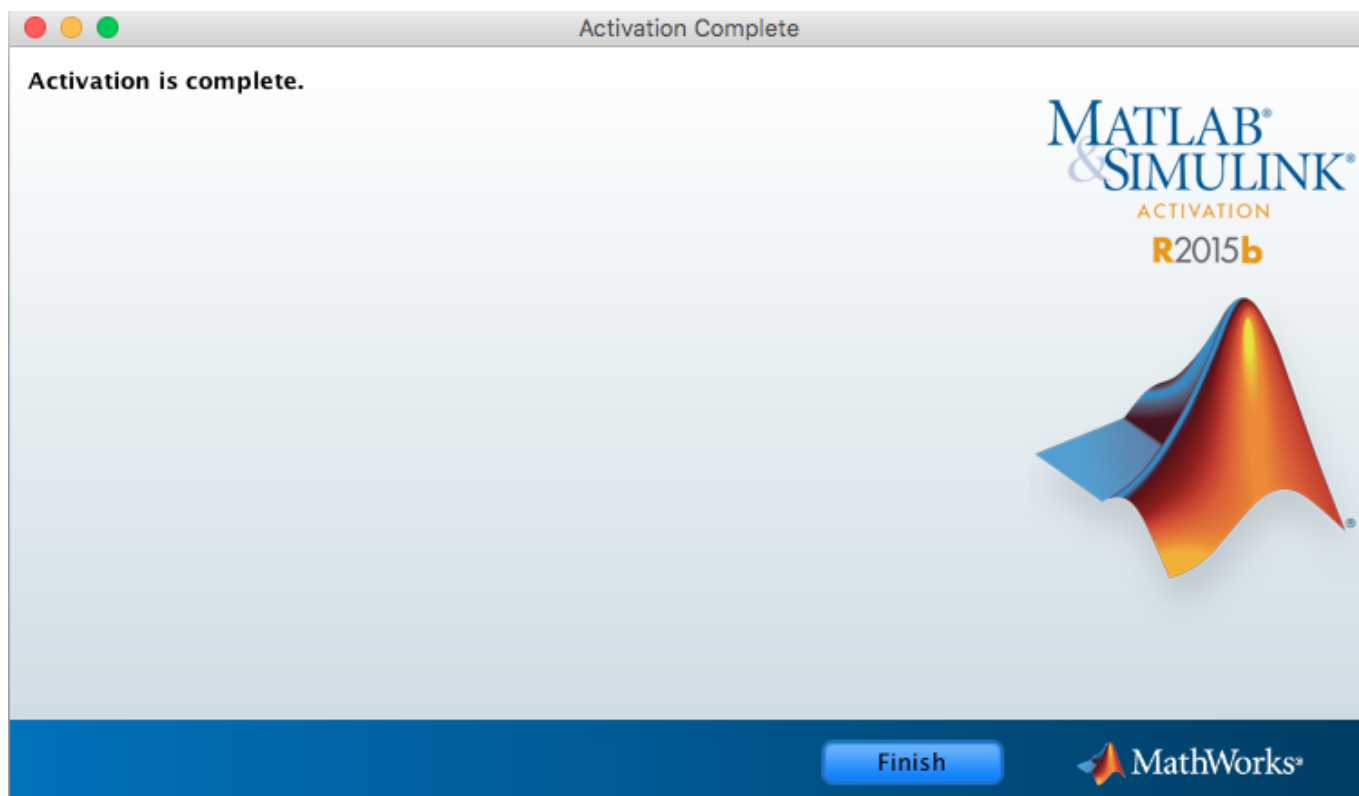 Activation Complete
Activation is complete.
MATLAB®
&SIMULINK®
ACTIVATION
R2015b
®
Finish
MathWorks®